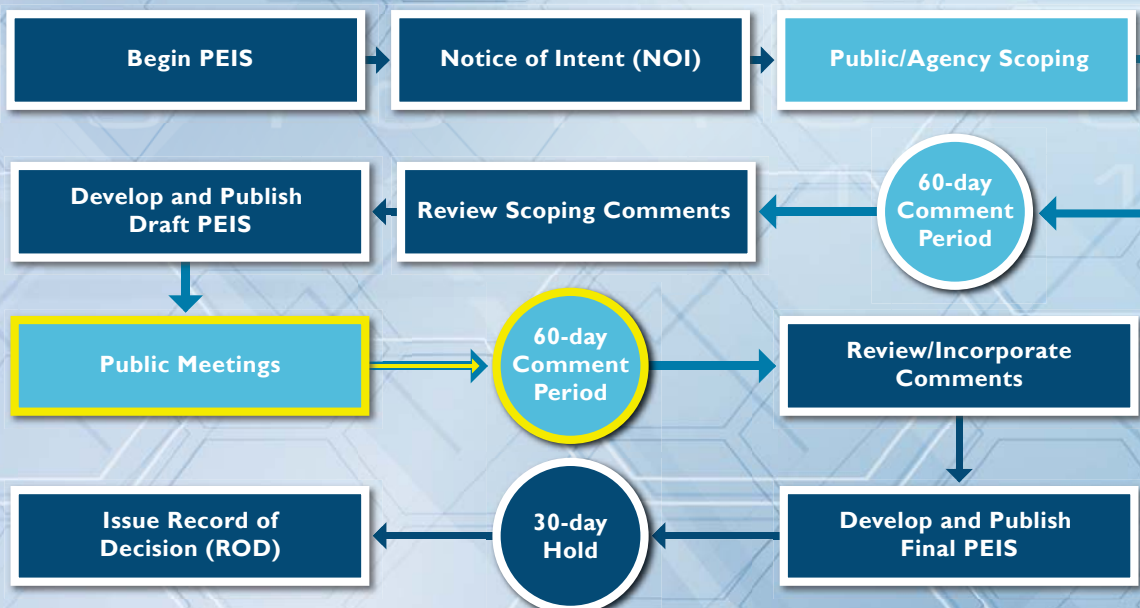 Begin PEIS
Notice of Intent (NOI)
Public/Agency Scoping
60-day
Comment
Period
Review Scoping Comments
Develop and Publish
Draft PEIS
Public Meetings
60-day
Comment
Period
Review/Incorporate
Comments
Develop and Publish
Final PEIS
30-day
Hold
Issue Record of
Decision (ROD)